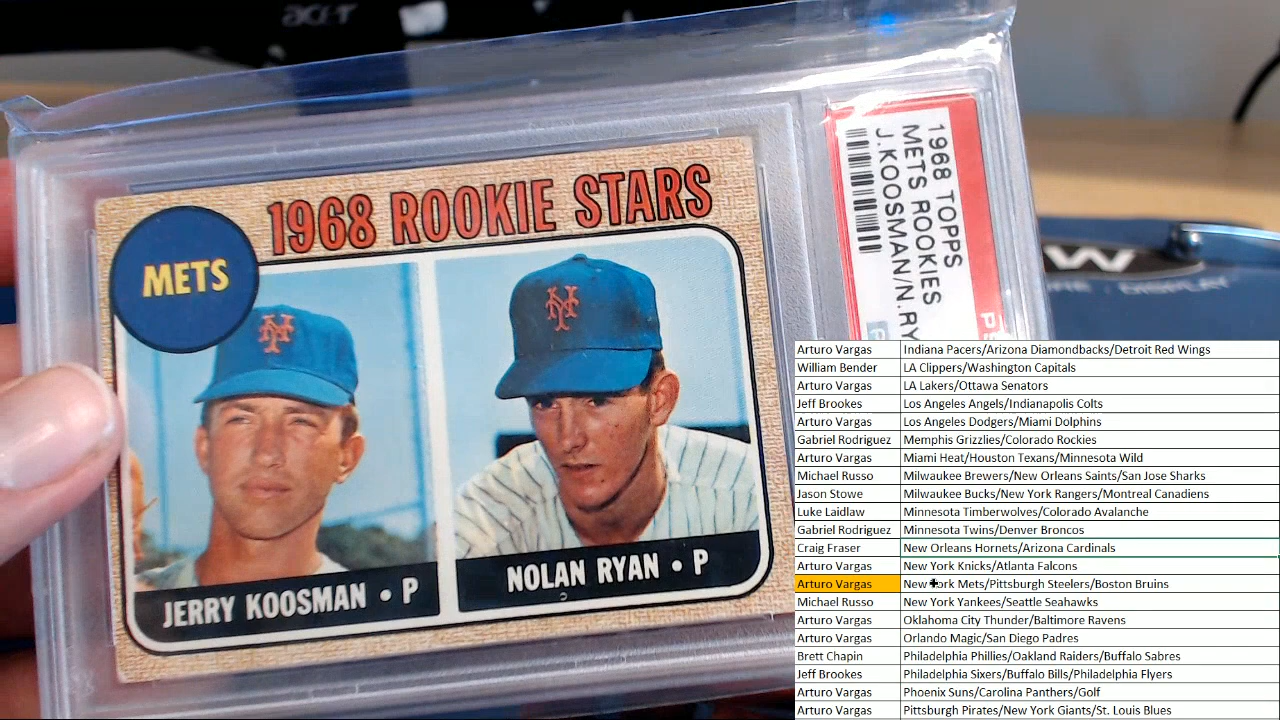 acer
1968 ROOKIE STARS
METS
JERRY KOOSMAN • P
NOLAN RYAN • P
1968 TOPPS
METS ROOKIES
J.KOOSMAN/N.RY
W
DISPLAY
Arturo Vargas Indiana Pacers/Arizona Diamondbacks/Detroit Red Wings
William Bender LA Clippers/Washington Capitals
Arturo Vargas LA Lakers/Ottawa Senators
Jeff Brookes Los Angeles Angels/Indianapolis Colts
Arturo Vargas Los Angeles Dodgers/Miami Dolphins
Gabriel Rodriguez Memphis Grizzlies/Colorado Rockies
Arturo Vargas Miami Heat/Houston Texans/Minnesota Wild
Michael Russo Milwaukee Brewers/New Orleans Saints/San Jose Sharks
Jason Stowe Milwaukee Bucks/New York Rangers/Montreal Canadiens
Luke Laidlaw Minnesota Timberwolves/Colorado Avalanche
Gabriel Rodriguez Minnesota Twins/Denver Broncos
Craig Fraser New Orleans Hornets/Arizona Cardinals
Arturo Vargas New York Knicks/Atlanta Falcons
Arturo Vargas New York Mets/Pittsburgh Steelers/Boston Bruins
Michael Russo New York Yankees/Seattle Seahawks
Arturo Vargas Oklahoma City Thunder/Baltimore Ravens
Arturo Vargas Orlando Magic/San Diego Padres
Brett Chapin Philadelphia Phillies/Oakland Raiders/Buffalo Sabres
Jeff Brookes Philadelphia Sixers/Buffalo Bills/Philadelphia Flyers
Arturo Vargas Phoenix Suns/Carolina Panthers/Golf
Arturo Vargas Pittsburgh Pirates/New York Giants/St. Louis Blues